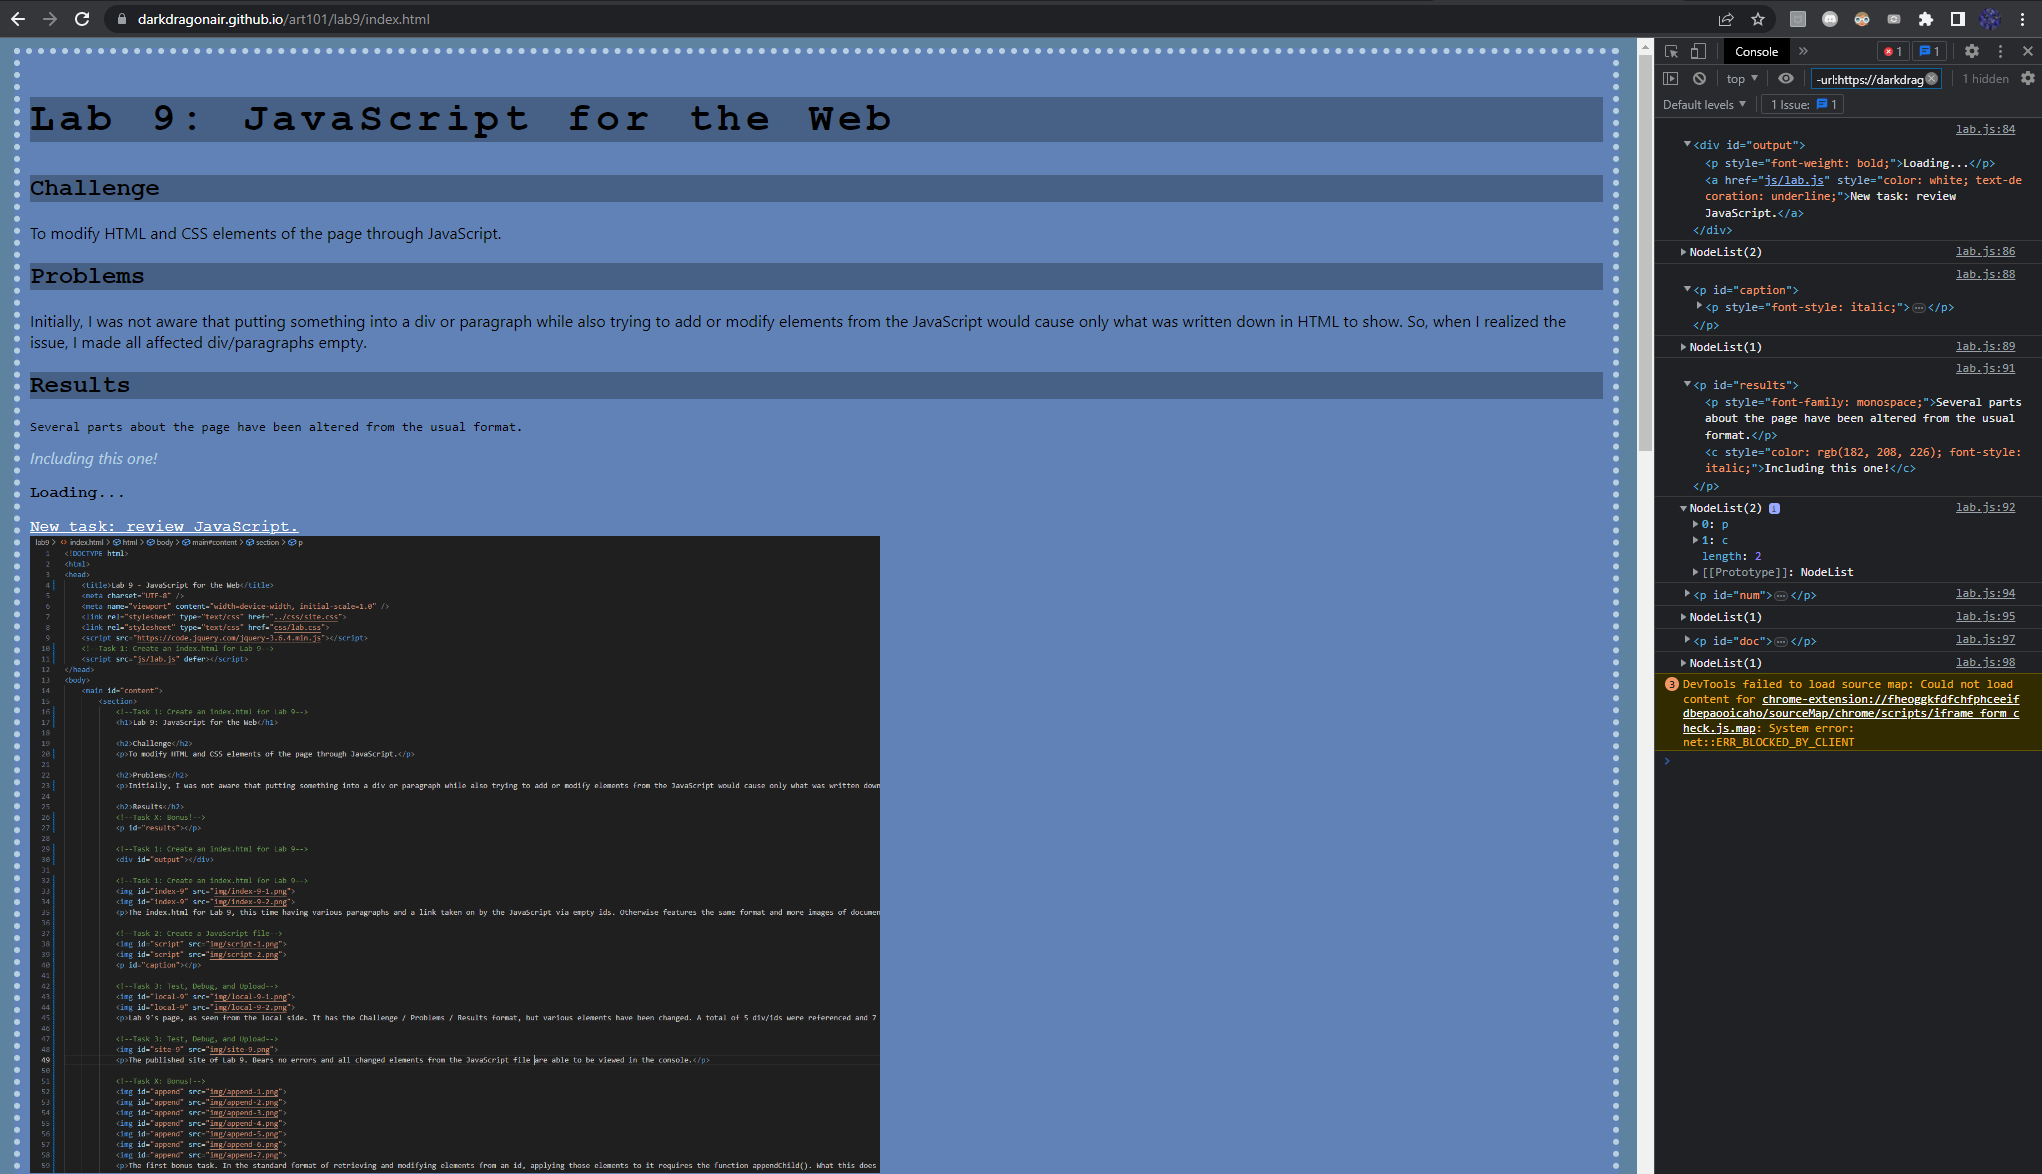 darkdragonair.github.io/art101/lab9/index.html
Lab 9: JavaScript for the Web
Challenge
To modify HTML and CSS elements of the page through JavaScript.
Problems
Initially, I was not aware that putting something into a div or paragraph while also trying to add or modify elements from the JavaScript would cause only what was written down in HTML to show. So, when I realized the
issue, I made all affected div/paragraphs empty.
Results
Several parts about the page have been altered from the usual format.
Including this one!
Loading...
New task: review JavaScript.
lab9 > index.html > html > body > main#content > section > p
1 <!DOCTYPE html>
2 <html>
3 <head>
4 <title>Lab 9 - JavaScript for the Web</title>
5 <meta charset="UTF-8" />
6 <meta name="viewport" content="width=device-width, initial-scale=1.0" />
7 <link rel="stylesheet" type="text/css" href="../css/site.css">
8 <link rel="stylesheet" type="text/css" href="css/lab.css">
9 <script src="https://code.jquery.com/jquery-3.6.4.min.js"></script>
10 <!--Task 1: Create an index.html for Lab 9-->
11 <script src="js/lab.js" defer></script>
12 </head>
13 <body>
14 <main id="content">
15 <section>
16 <!--Task 1: Create an index.html for Lab 9-->
17 <h1>Lab 9: JavaScript for the Web</h1>
18
19 <h2>Challenge</h2>
20 <p>To modify HTML and CSS elements of the page through JavaScript.</p>
21
22 <h2>Problems</h2>
23 <p>Initially, I was not aware that putting something into a div or paragraph while also trying to add or modify elements from the JavaScript would cause only what was written down
24
25 <h2>Results</h2>
26 <!--Task X: Bonus!-->
27 <p id="results"></p>
28
29 <!--Task 1: Create an index.html for Lab 9-->
30 <div id="output"></div>
31
32 <!--Task 1: Create an index.html for Lab 9-->
33 <img id="index-9" src="img/index-9-1.png">
34 <img id="index-9" src="img/index-9-2.png">
35 <p>The index.html for Lab 9, this time having various paragraphs and a link taken on by the JavaScript via empty ids. Otherwise features the same format and more images of documen
36
37 <!--Task 2: Create a JavaScript file-->
38 <img id="script" src="img/script-1.png">
39 <img id="script" src="img/script-2.png">
40 <p id="caption"></p>
41
42 <!--Task 3: Test, Debug, and Upload-->
43 <img id="local-9" src="img/local-9-1.png">
44 <img id="local-9" src="img/local-9-2.png">
45 <p>Lab 9's page, as seen from the local side. It has the Challenge / Problems / Results format, but various elements have been changed. A total of 5 div/ids were referenced and 7
46
47 <!--Task 3: Test, Debug, and Upload-->
48 <img id="site-9" src="img/site-9.png">
49 <p>The published site of Lab 9. Bears no errors and all changed elements from the JavaScript file are able to be viewed in the console.</p>
50
51 <!--Task X: Bonus!-->
52 <img id="append" src="img/append-1.png">
53 <img id="append" src="img/append-2.png">
54 <img id="append" src="img/append-3.png">
55 <img id="append" src="img/append-4.png">
56 <img id="append" src="img/append-5.png">
57 <img id="append" src="img/append-6.png">
58 <img id="append" src="img/append-7.png">
59 <p>The first bonus task. In the standard format of retrieving and modifying elements from an id, applying those elements to it requires the function appendChild(). What this does
Console » 1 1
top -url:https://darkdrag 1 hidden
Default levels 1 Issue: 1
lab.js:84
<div id="output">
<p style="font-weight: bold;">Loading...</p>
<a href="js/lab.js" style="color: white; text-de
coration: underline;">New task: review
JavaScript.</a>
</div>
NodeList(2) lab.js:86
lab.js:88
<p id="caption">
<p style="font-style: italic;">…</p>
</p>
NodeList(1) lab.js:89
lab.js:91
<p id="results">
<p style="font-family: monospace;">Several parts
about the page have been altered from the usual
format.</p>
<c style="color: rgb(182, 208, 226); font-style:
italic;">Including this one!</c>
</p>
NodeList(2) i lab.js:92
0: p
1: c
length: 2
[[Prototype]]: NodeList
<p id="num">…</p> lab.js:94
NodeList(1) lab.js:95
<p id="doc">…</p> lab.js:97
NodeList(1) lab.js:98
3 DevTools failed to load source map: Could not load
content for chrome-extension://fheoggkfdfchfphceeif
dbepaooicaho/sourceMap/chrome/scripts/iframe_form_c
heck.js.map: System error:
net::ERR_BLOCKED_BY_CLIENT